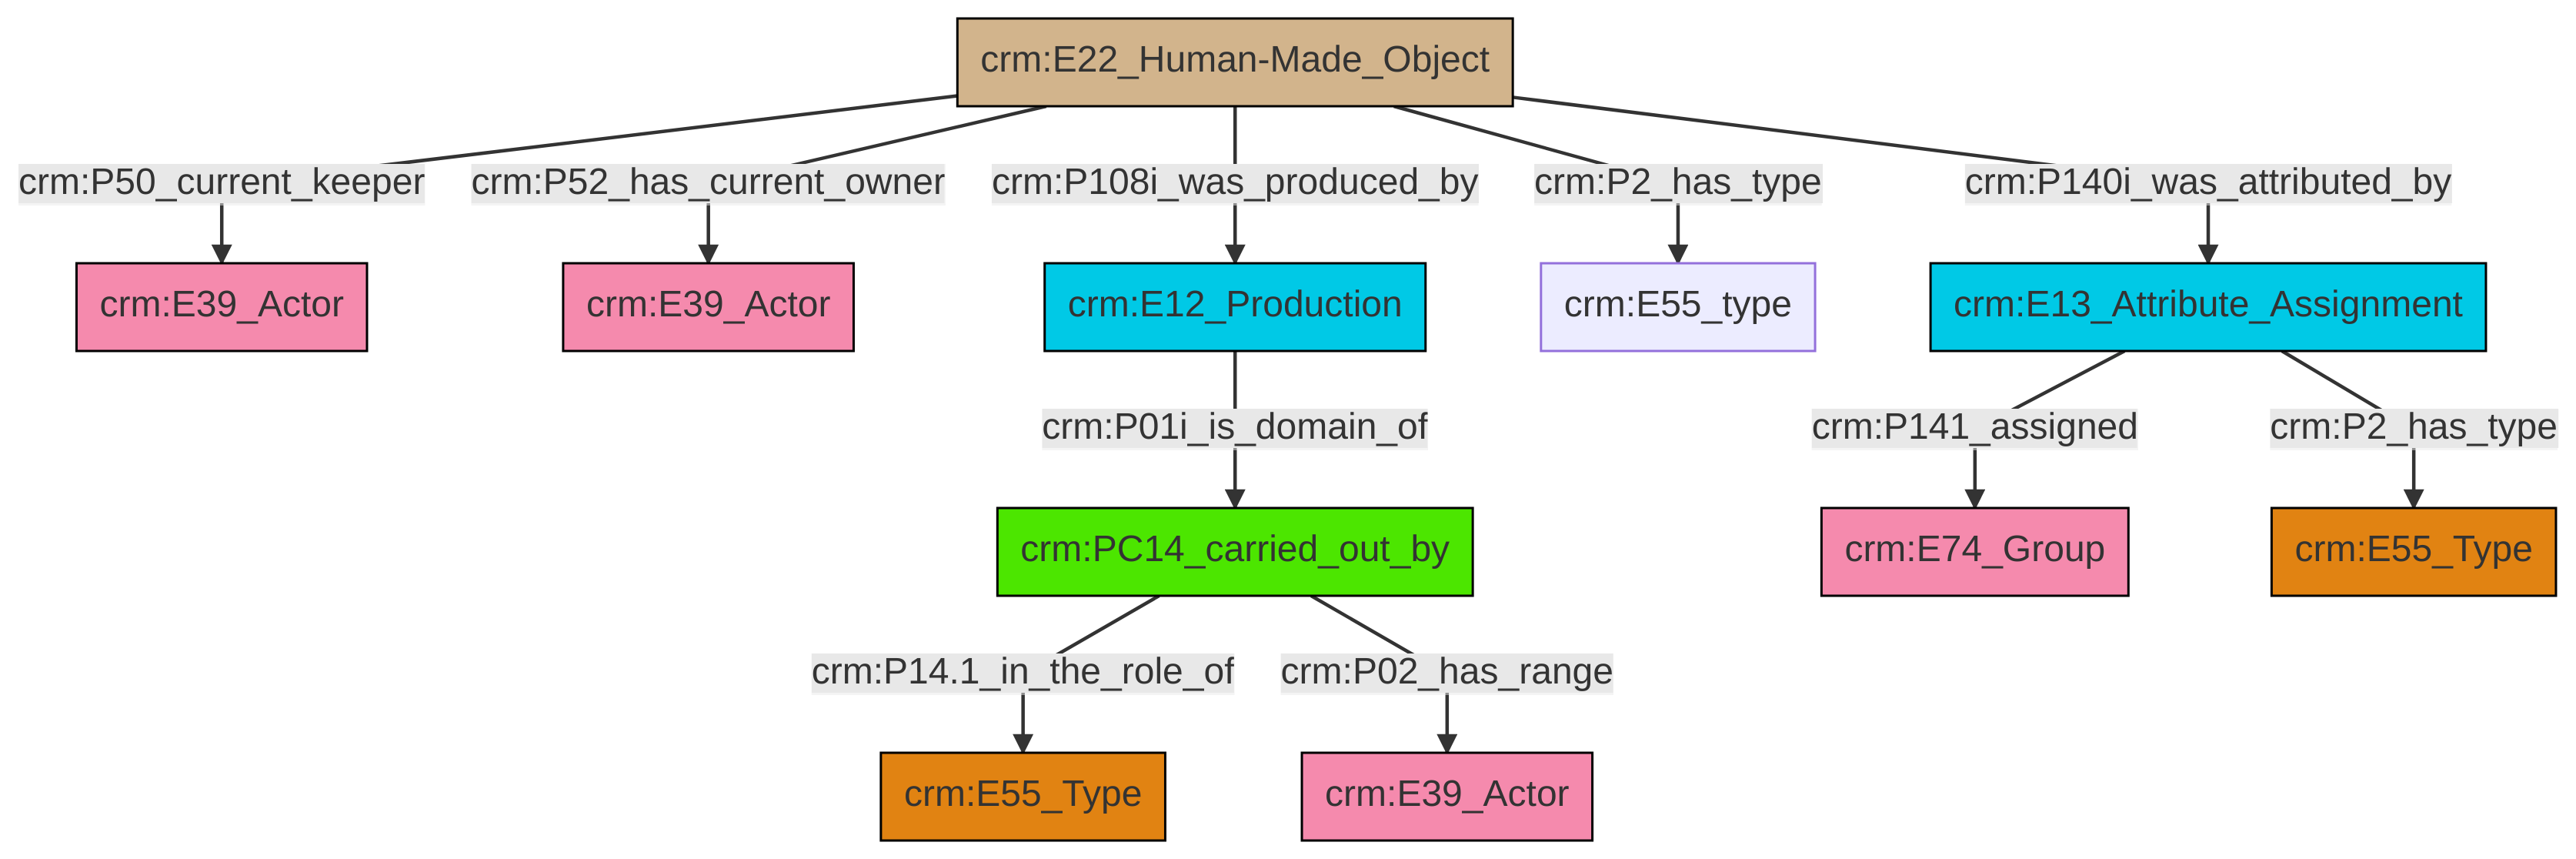 crm:E22_Human-Made_Object
crm:P50_current_keeper
crm:P52_has_current_owner
crm:P108i_was_produced_by
crm:P2_has_type
crm:P140i_was_attributed_by
crm:E39_Actor
crm:E39_Actor
crm:E12_Production
crm:E55_type
crm:E13_Attribute_Assignment
crm:P01i_is_domain_of
crm:P141_assigned
crm:P2_has_type
crm:PC14_carried_out_by
crm:E74_Group
crm:E55_Type
crm:P14.1_in_the_role_of
crm:P02_has_range
crm:E55_Type
crm:E39_Actor